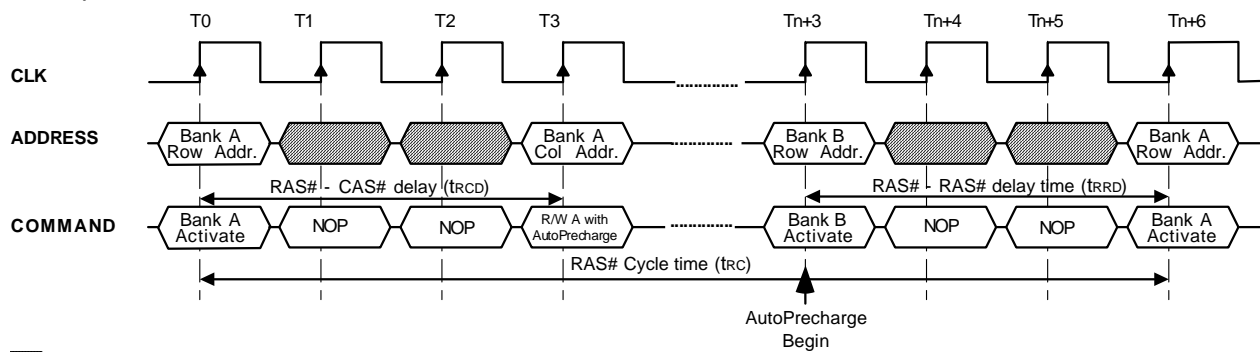 T0 T1 T2 T3 Tn+3 Tn+4 Tn+5 Tn+6
CLK
ADDRESS
Bank A
Row Addr.
Bank A
Col Addr.
Bank B
Row Addr.
Bank A
Row Addr.
RAS# - CAS# delay (tRCD)
RAS# - RAS# delay time (tRRD)
COMMAND
Bank A
Activate
NOP
NOP
R/W A with
AutoPrecharge
Bank B
Activate
NOP
NOP
Bank A
Activate
RAS# Cycle time (tRC)
AutoPrecharge
Begin